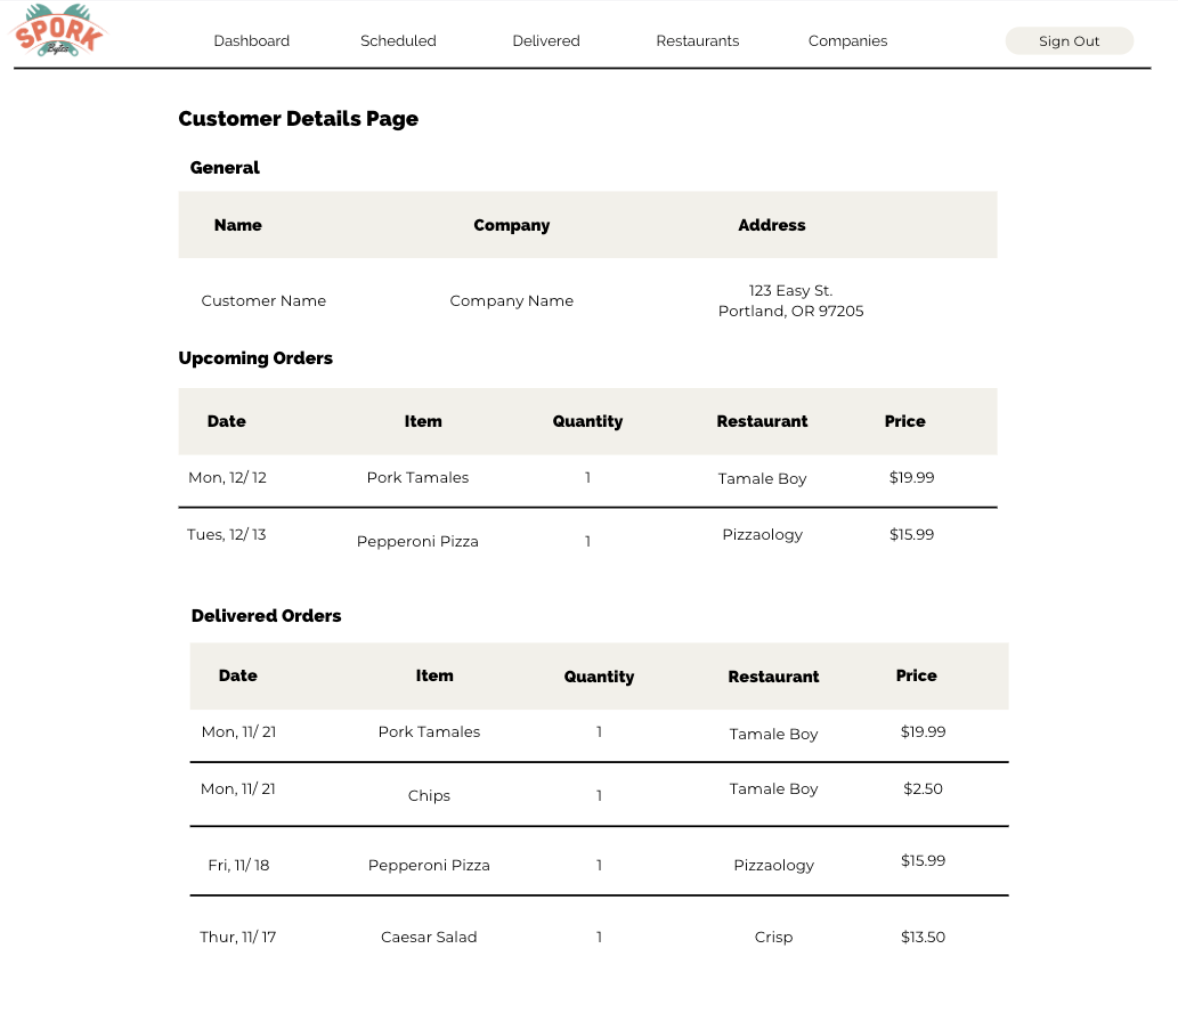 SPORK
Bytes
Dashboard Scheduled Delivered Restaurants Companies Sign Out
Customer Details Page
General
Name Company Address
Customer Name Company Name 123 Easy St.
Portland, OR 97205
Upcoming Orders
Date Item Quantity Restaurant Price
Mon, 12/ 12 Pork Tamales 1 Tamale Boy $19.99
Tues, 12/ 13 Pepperoni Pizza 1 Pizzaology $15.99
Delivered Orders
Date Item Quantity Restaurant Price
Mon, 11/ 21 Pork Tamales 1 Tamale Boy $19.99
Mon, 11/ 21 Chips 1 Tamale Boy $2.50
Fri, 11/ 18 Pepperoni Pizza 1 Pizzaology $15.99
Thur, 11/ 17 Caesar Salad 1 Crisp $13.50